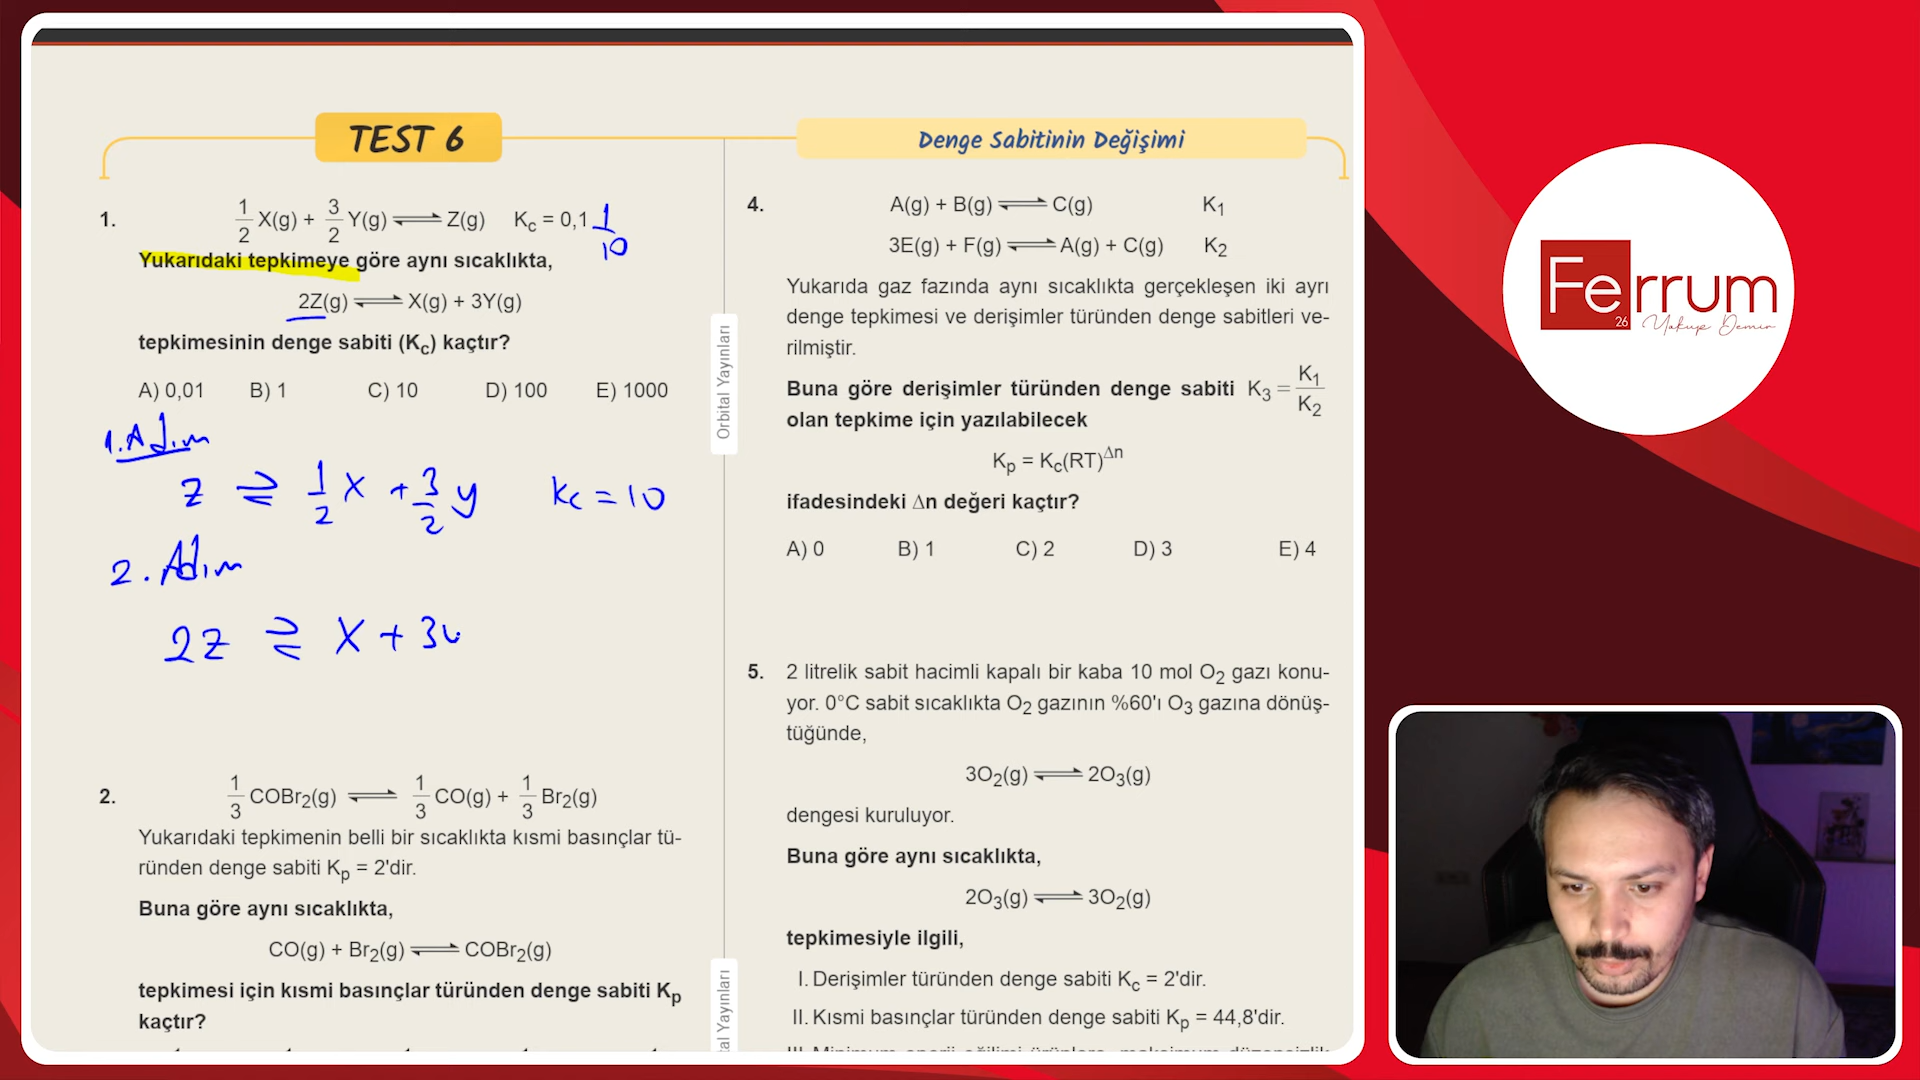 TEST 6
Denge Sabitinin Değişimi
1. 1/2 X(g) + 3/2 Y(g) ⇌ Z(g) Kc = 0,1 1/10
Yukarıdaki tepkimeye göre aynı sıcaklıkta,
2Z(g) ⇌ X(g) + 3Y(g)
tepkimesinin denge sabiti (Kc) kaçtır?
A) 0,01 B) 1 C) 10 D) 100 E) 1000
1. Adım
Z ⇌ 1/2 X + 3/2 y Kc = 10
2. Adım
2Z ⇌ X + 3
2. 1/3 COBr2(g) ⇌ 1/3 CO(g) + 1/3 Br2(g)
Yukarıdaki tepkimenin belli bir sıcaklıkta kısmi basınçlar tü-
ründen denge sabiti Kp = 2'dir.
Buna göre aynı sıcaklıkta,
CO(g) + Br2(g) ⇌ COBr2(g)
tepkimesi için kısmi basınçlar türünden denge sabiti Kp
kaçtır?
Orbital Yayınları
al Yayınları
4. A(g) + B(g) ⇌ C(g) K1
3E(g) + F(g) ⇌ A(g) + C(g) K2
Yukarıda gaz fazında aynı sıcaklıkta gerçekleşen iki ayrı
denge tepkimesi ve derişimler türünden denge sabitleri ve-
rilmiştir.
Buna göre derişimler türünden denge sabiti K3 = K1/K2
olan tepkime için yazılabilecek
Kp = Kc(RT)^Δn
ifadesindeki Δn değeri kaçtır?
A) 0 B) 1 C) 2 D) 3 E) 4
5. 2 litrelik sabit hacimli kapalı bir kaba 10 mol O2 gazı konu-
yor. 0°C sabit sıcaklıkta O2 gazının %60'ı O3 gazına dönüş-
tüğünde,
3O2(g) ⇌ 2O3(g)
dengesi kuruluyor.
Buna göre aynı sıcaklıkta,
2O3(g) ⇌ 3O2(g)
tepkimesiyle ilgili,
I. Derişimler türünden denge sabiti Kc = 2'dir.
II. Kısmi basınçlar türünden denge sabiti Kp = 44,8'dir.
Ferrum
26 Yakup Demir